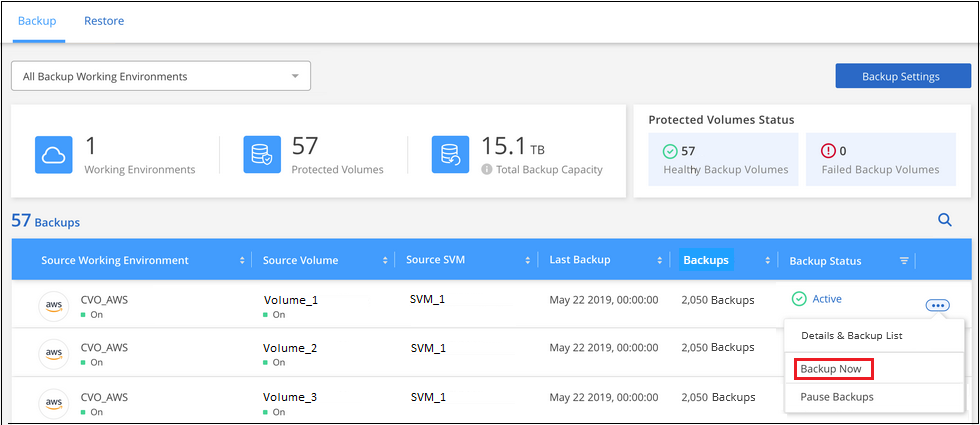 Backup Restore
All Backup Working Environments
Backup Settings
1
Working Environments
57
Protected Volumes
15.1 TB
Total Backup Capacity
Protected Volumes Status
57
Healthy Backup Volumes
0
Failed Backup Volumes
57 Backups
Source Working Environment Source Volume Source SVM Last Backup Backups Backup Status
aws CVO_AWS Volume_1 SVM_1 May 22 2019, 00:00:00 2,050 Backups Active
On On
Details & Backup List
Backup Now
Pause Backups
aws CVO_AWS Volume_2 SVM_1 May 22 2019, 00:00:00 2,050 Backups
On On
aws CVO_AWS Volume_3 SVM_1 May 22 2019, 00:00:00 2,050 Backups
On On